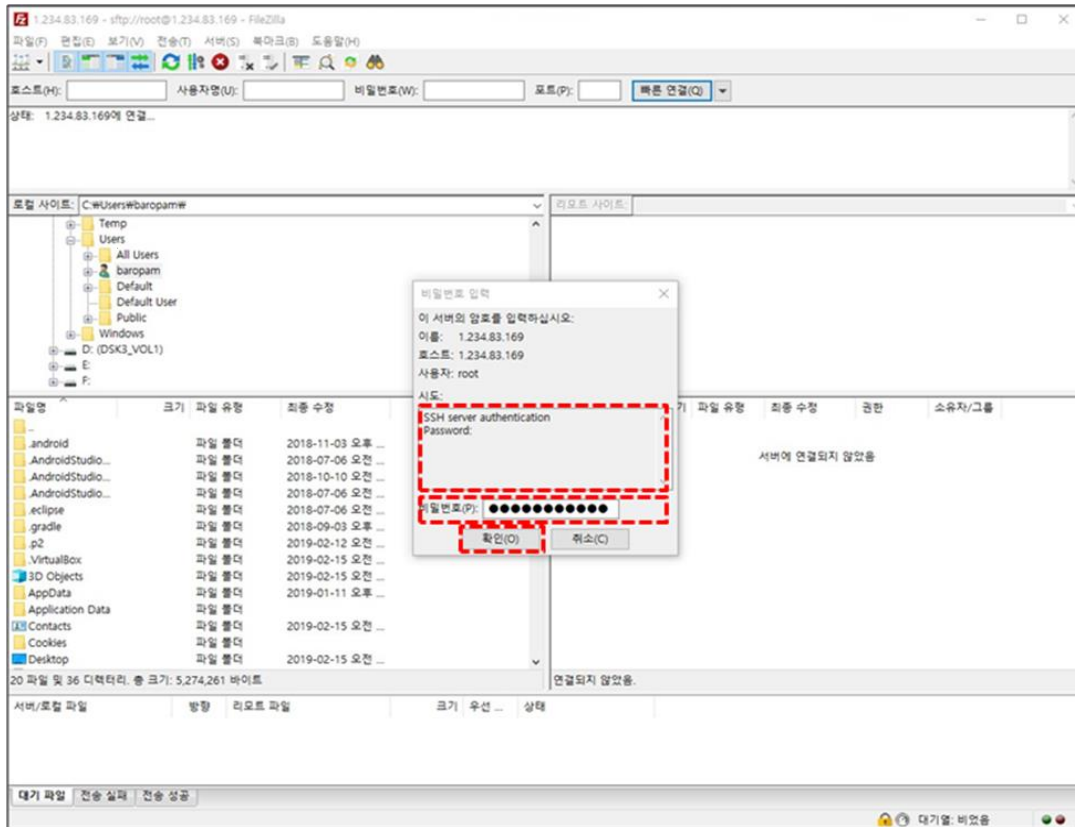 1.234.83.169 - sftp://root@1.234.83.169 - FileZilla
파일(F) 편집(E) 보기(V) 전송(T) 서버(S) 북마크(B) 도움말(H)
호스트(H): 사용자명(U): 비밀번호(W): 포트(P): 빠른 연결(Q)
상태: 1.234.83.169에 연결...
로컬 사이트: C:₩Users₩baropam₩
리모트 사이트:
Temp
Users
All Users
baropam
Default
Default User
Public
Windows
D: (DSK3_VOL1)
E:
F:
파일명 크기 파일 유형 최종 수정
..
.android 파일 폴더 2018-11-03 오후 ...
.AndroidStudio... 파일 폴더 2018-07-06 오전 ...
.AndroidStudio... 파일 폴더 2018-10-10 오전 ...
.AndroidStudio... 파일 폴더 2018-07-06 오전 ...
.eclipse 파일 폴더 2018-07-06 오전 ...
.gradle 파일 폴더 2018-09-03 오후 ...
.p2 파일 폴더 2019-02-12 오전 ...
.VirtualBox 파일 폴더 2019-02-15 오전 ...
3D Objects 파일 폴더 2019-02-15 오전 ...
AppData 파일 폴더 2019-01-11 오후 ...
Application Data 파일 폴더
Contacts 파일 폴더 2019-02-15 오전 ...
Cookies 파일 폴더
Desktop 파일 폴더 2019-02-15 오전 ...
20 파일 및 36 디렉터리. 총 크기: 5,274,261 바이트
비밀번호 입력
이 서버의 암호를 입력하십시오:
이름: 1.234.83.169
호스트: 1.234.83.169
사용자: root
시도:
SSH server authentication
Password:
비밀번호(P): ●●●●●●●●●●●
확인(O) 취소(C)
기 파일 유형 최종 수정 권한 소유자/그룹
서버에 연결되지 않았음
연결되지 않았음.
서버/로컬 파일 방향 리모트 파일 크기 우선 ... 상태
대기 파일 전송 실패 전송 성공
대기열: 비었음